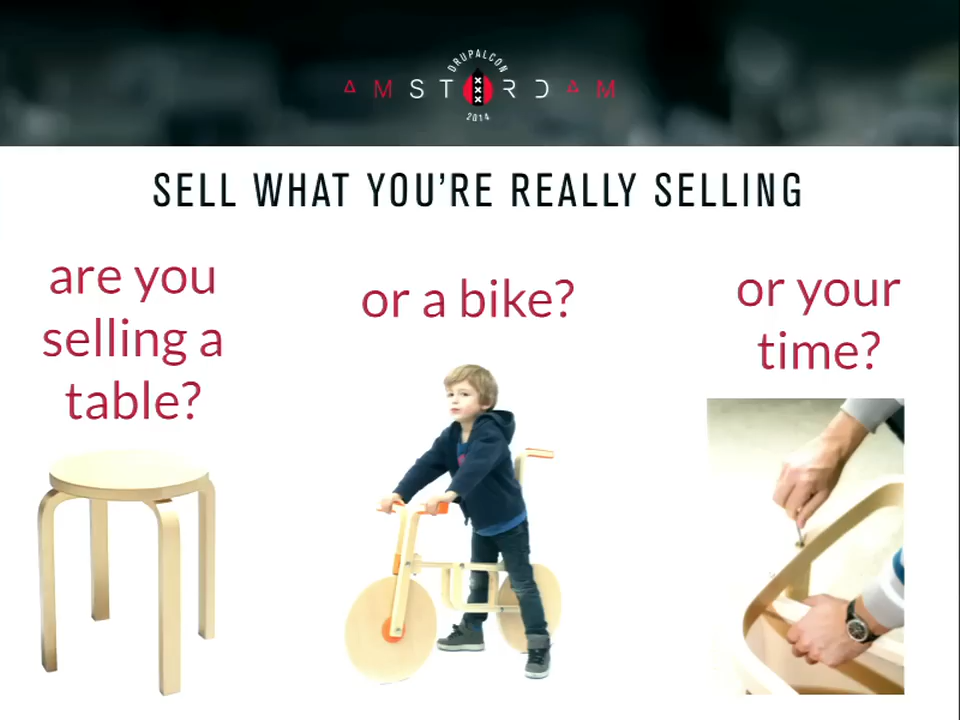 DRUPALCON
AMSTERDAM
2014
SELL WHAT YOU'RE REALLY SELLING
are you
selling a
table?
or a bike?
or your
time?